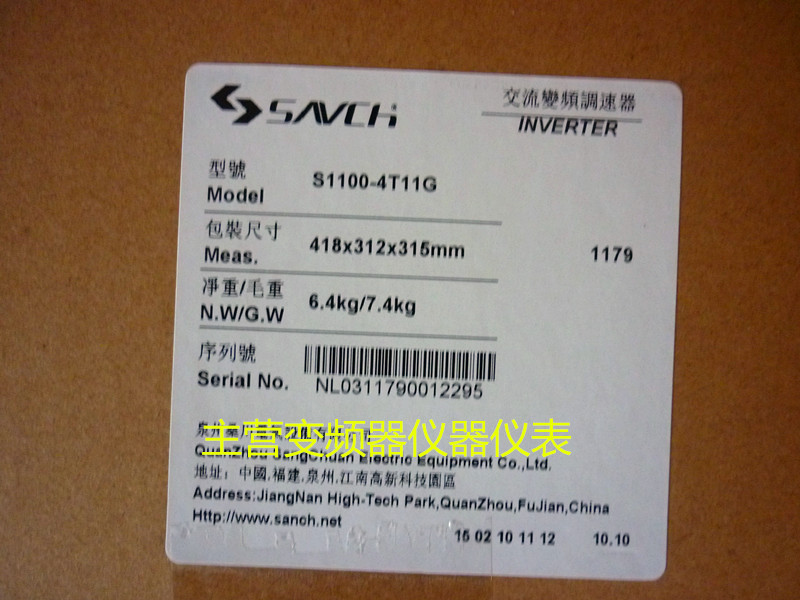 SAVCH
交流變頻調速器
INVERTER
型號
Model
S1100-4T11G
包裝尺寸
Meas.
418x312x315mm
1179
凈重/毛重
N.W/G.W
6.4kg/7.4kg
序列號
Serial No.
NL0311790012295
主营变频器仪器仪表
QuanZhou Electric Equipment Co.,Ltd.
地址：中國,福建,泉州,江南高新科技園區
Address:JiangNan High-Tech Park,QuanZhou,FuJian,China
Http://www.sanch.net
15 02 10 11 12
10.10